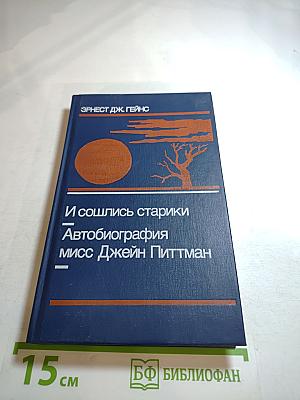 ЭРНЕСТ ДЖ. ГЕЙНС
И сошлись старики
Автобиография
мисс Джейн Питтман
15 см
БФ БИБЛИОФАН